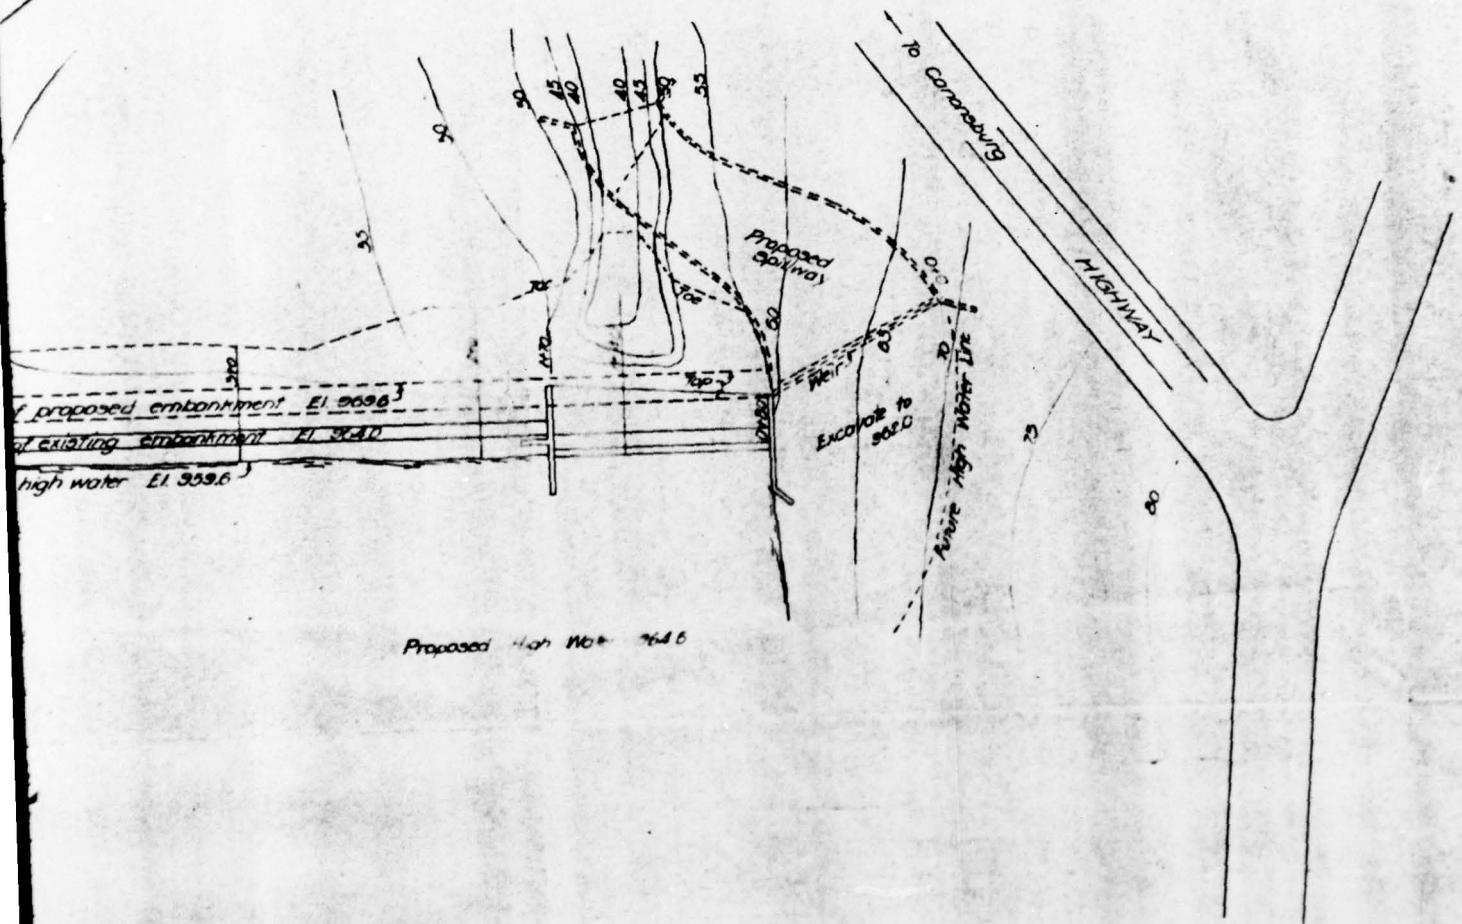 To Canonsburg
HIGHWAY
50
45
40
40
45
50
55
55
Proposed
Spillway
60
65
70
75
80
Weir
Toe
Toe
Top
Excavate to
962.0
Future High Water Line
of proposed embankment El. 969.6
of existing embankment El. 964.0
high water El. 959.6
Proposed High Water 964.6